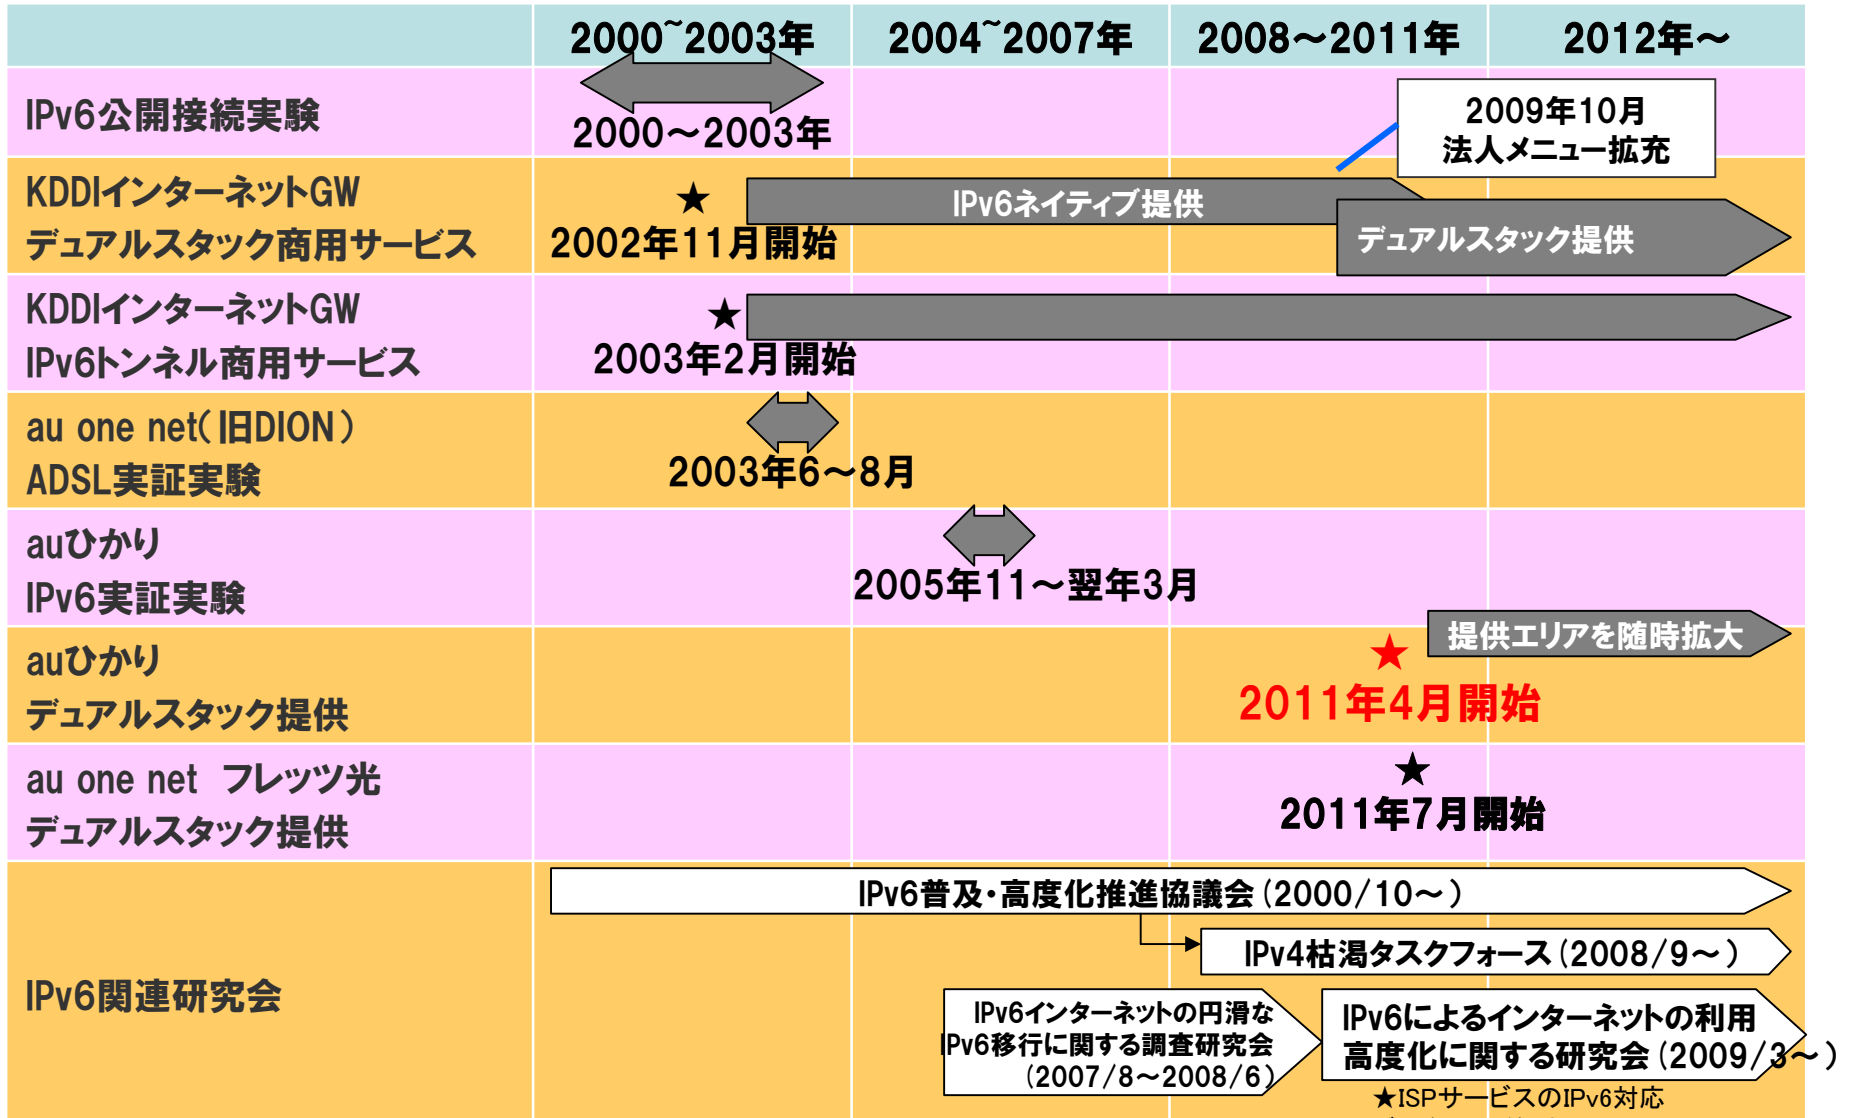 2000~2003年
2004~2007年
2008～2011年
2012年～
IPv6公開接続実験
2000～2003年
2009年10月
法人メニュー拡充
KDDIインターネットGW
デュアルスタック商用サービス
2002年11月開始
IPv6ネイティブ提供
デュアルスタック提供
KDDIインターネットGW
IPv6トンネル商用サービス
2003年2月開始
au one net（旧DION）
ADSL実証実験
2003年6～8月
auひかり
IPv6実証実験
2005年11～翌年3月
auひかり
デュアルスタック提供
提供エリアを随時拡大
★
2011年4月開始
au one net　フレッツ光
デュアルスタック提供
★
2011年7月開始
IPv6関連研究会
IPv6普及・高度化推進協議会（2000/10～）
IPv4枯渇タスクフォース（2008/9～）
IPv6インターネットの円滑な
IPv6移行に関する調査研究会
（2007/8～2008/6）
IPv6によるインターネットの利用
高度化に関する研究会（2009/3～）
★ISPサービスのIPv6対応